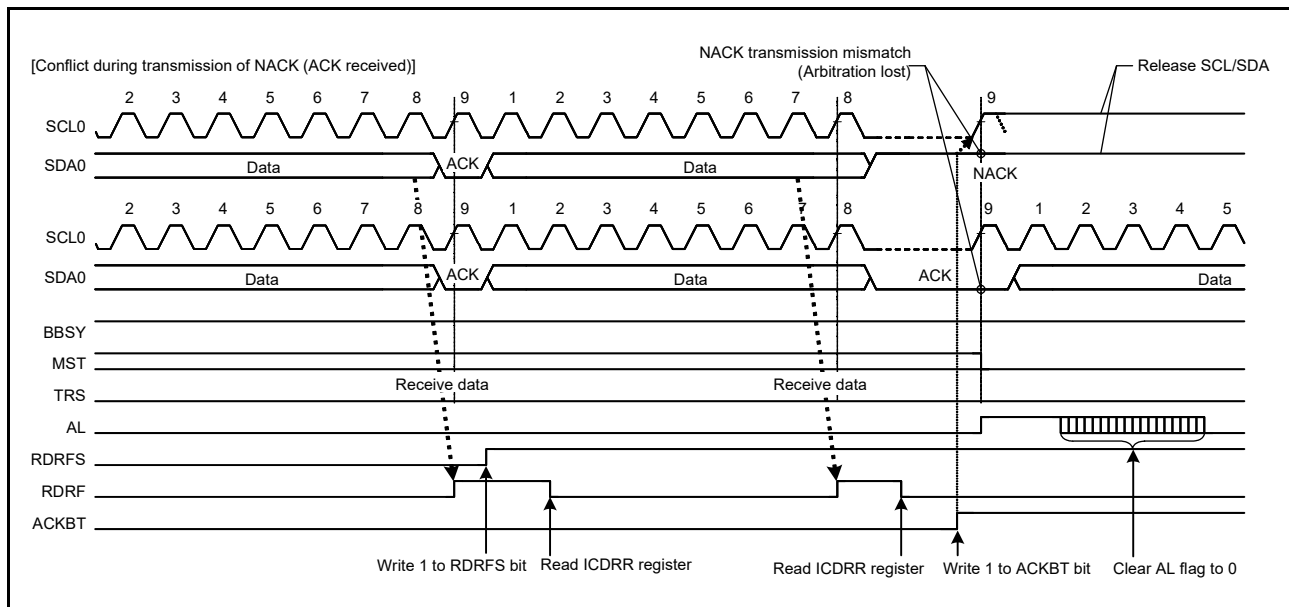 [Conflict during transmission of NACK (ACK received)]
NACK transmission mismatch
(Arbitration lost)
Release SCL/SDA
2 3 4 5 6 7 8 9 1 2 3 4 5 6 7 8 9
SCL0
SDA0 Data ACK Data NACK
2 3 4 5 6 7 8 9 1 2 3 4 5 6 7 8 9 1 2 3 4 5
SCL0
SDA0 Data ACK Data ACK Data
BBSY
MST
Receive data Receive data
TRS
AL
RDRFS
RDRF
ACKBT
Write 1 to RDRFS bit Read ICDRR register Read ICDRR register Write 1 to ACKBT bit Clear AL flag to 0